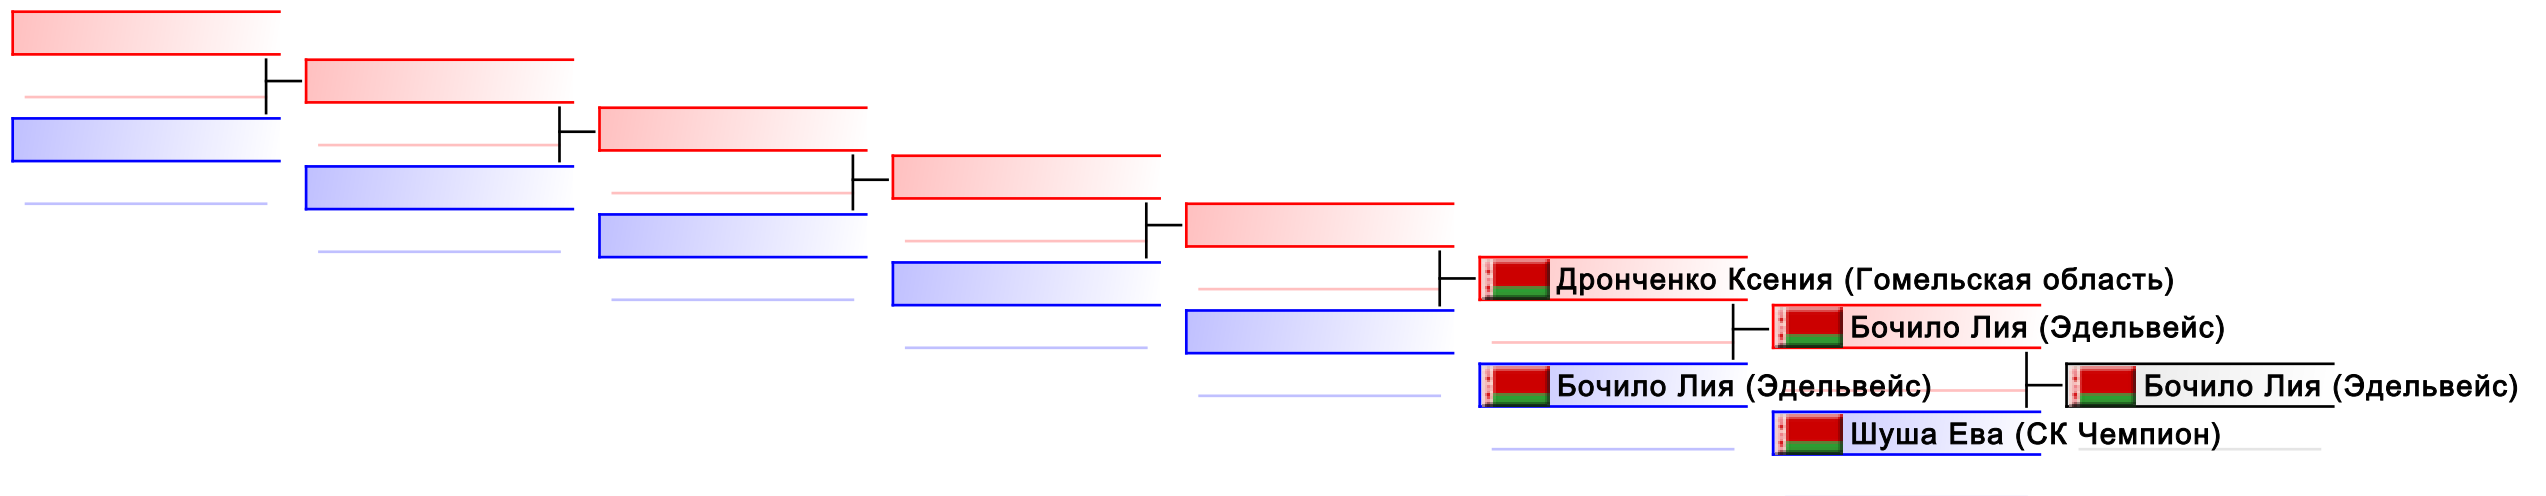 Дронченко Ксения (Гомельская область)
Бочило Лия (Эдельвейс)
Бочило Лия (Эдельвейс)
Бочило Лия (Эдельвейс)
Шуша Ева (СК Чемпион)